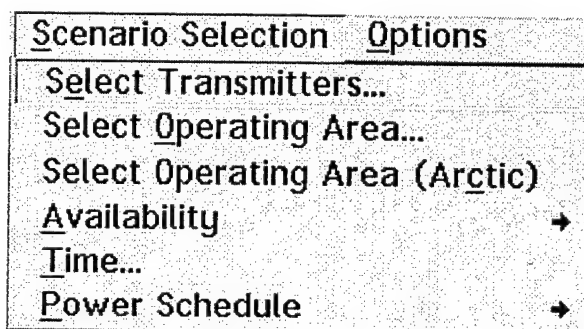 Scenario Selection Options
Select Transmitters...
Select Operating Area...
Select Operating Area (Arctic)
Availability
Time...
Power Schedule